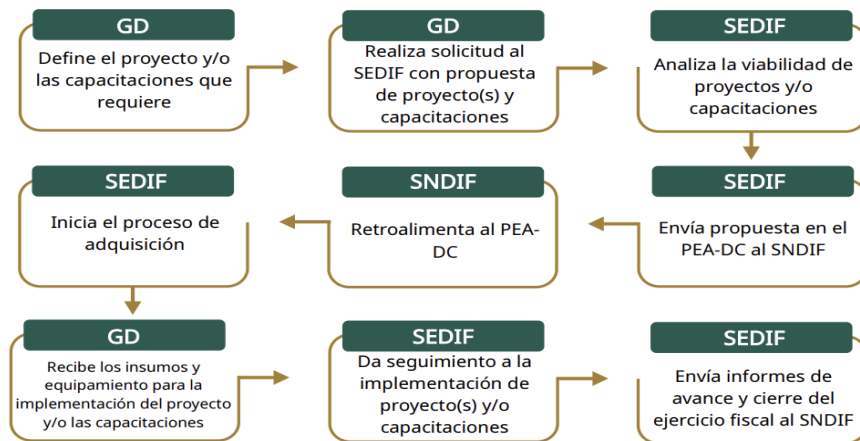 GD
Define el proyecto y/o
las capacitaciones que
requiere
GD
Realiza solicitud al
SEDIF con propuesta
de proyecto(s) y
capacitaciones
SEDIF
Analiza la viabilidad de
proyectos y/o
capacitaciones
SEDIF
Envía propuesta en el
PEA-DC al SNDIF
SNDIF
Retroalimenta al PEA-
DC
SEDIF
Inicia el proceso de
adquisición
GD
Recibe los insumos y
equipamiento para la
implementación del proyecto
y/o las capacitaciones
SEDIF
Da seguimiento a la
implementación de
proyecto(s) y/o
capacitaciones
SEDIF
Envía informes de
avance y cierre del
ejercicio fiscal al SNDIF